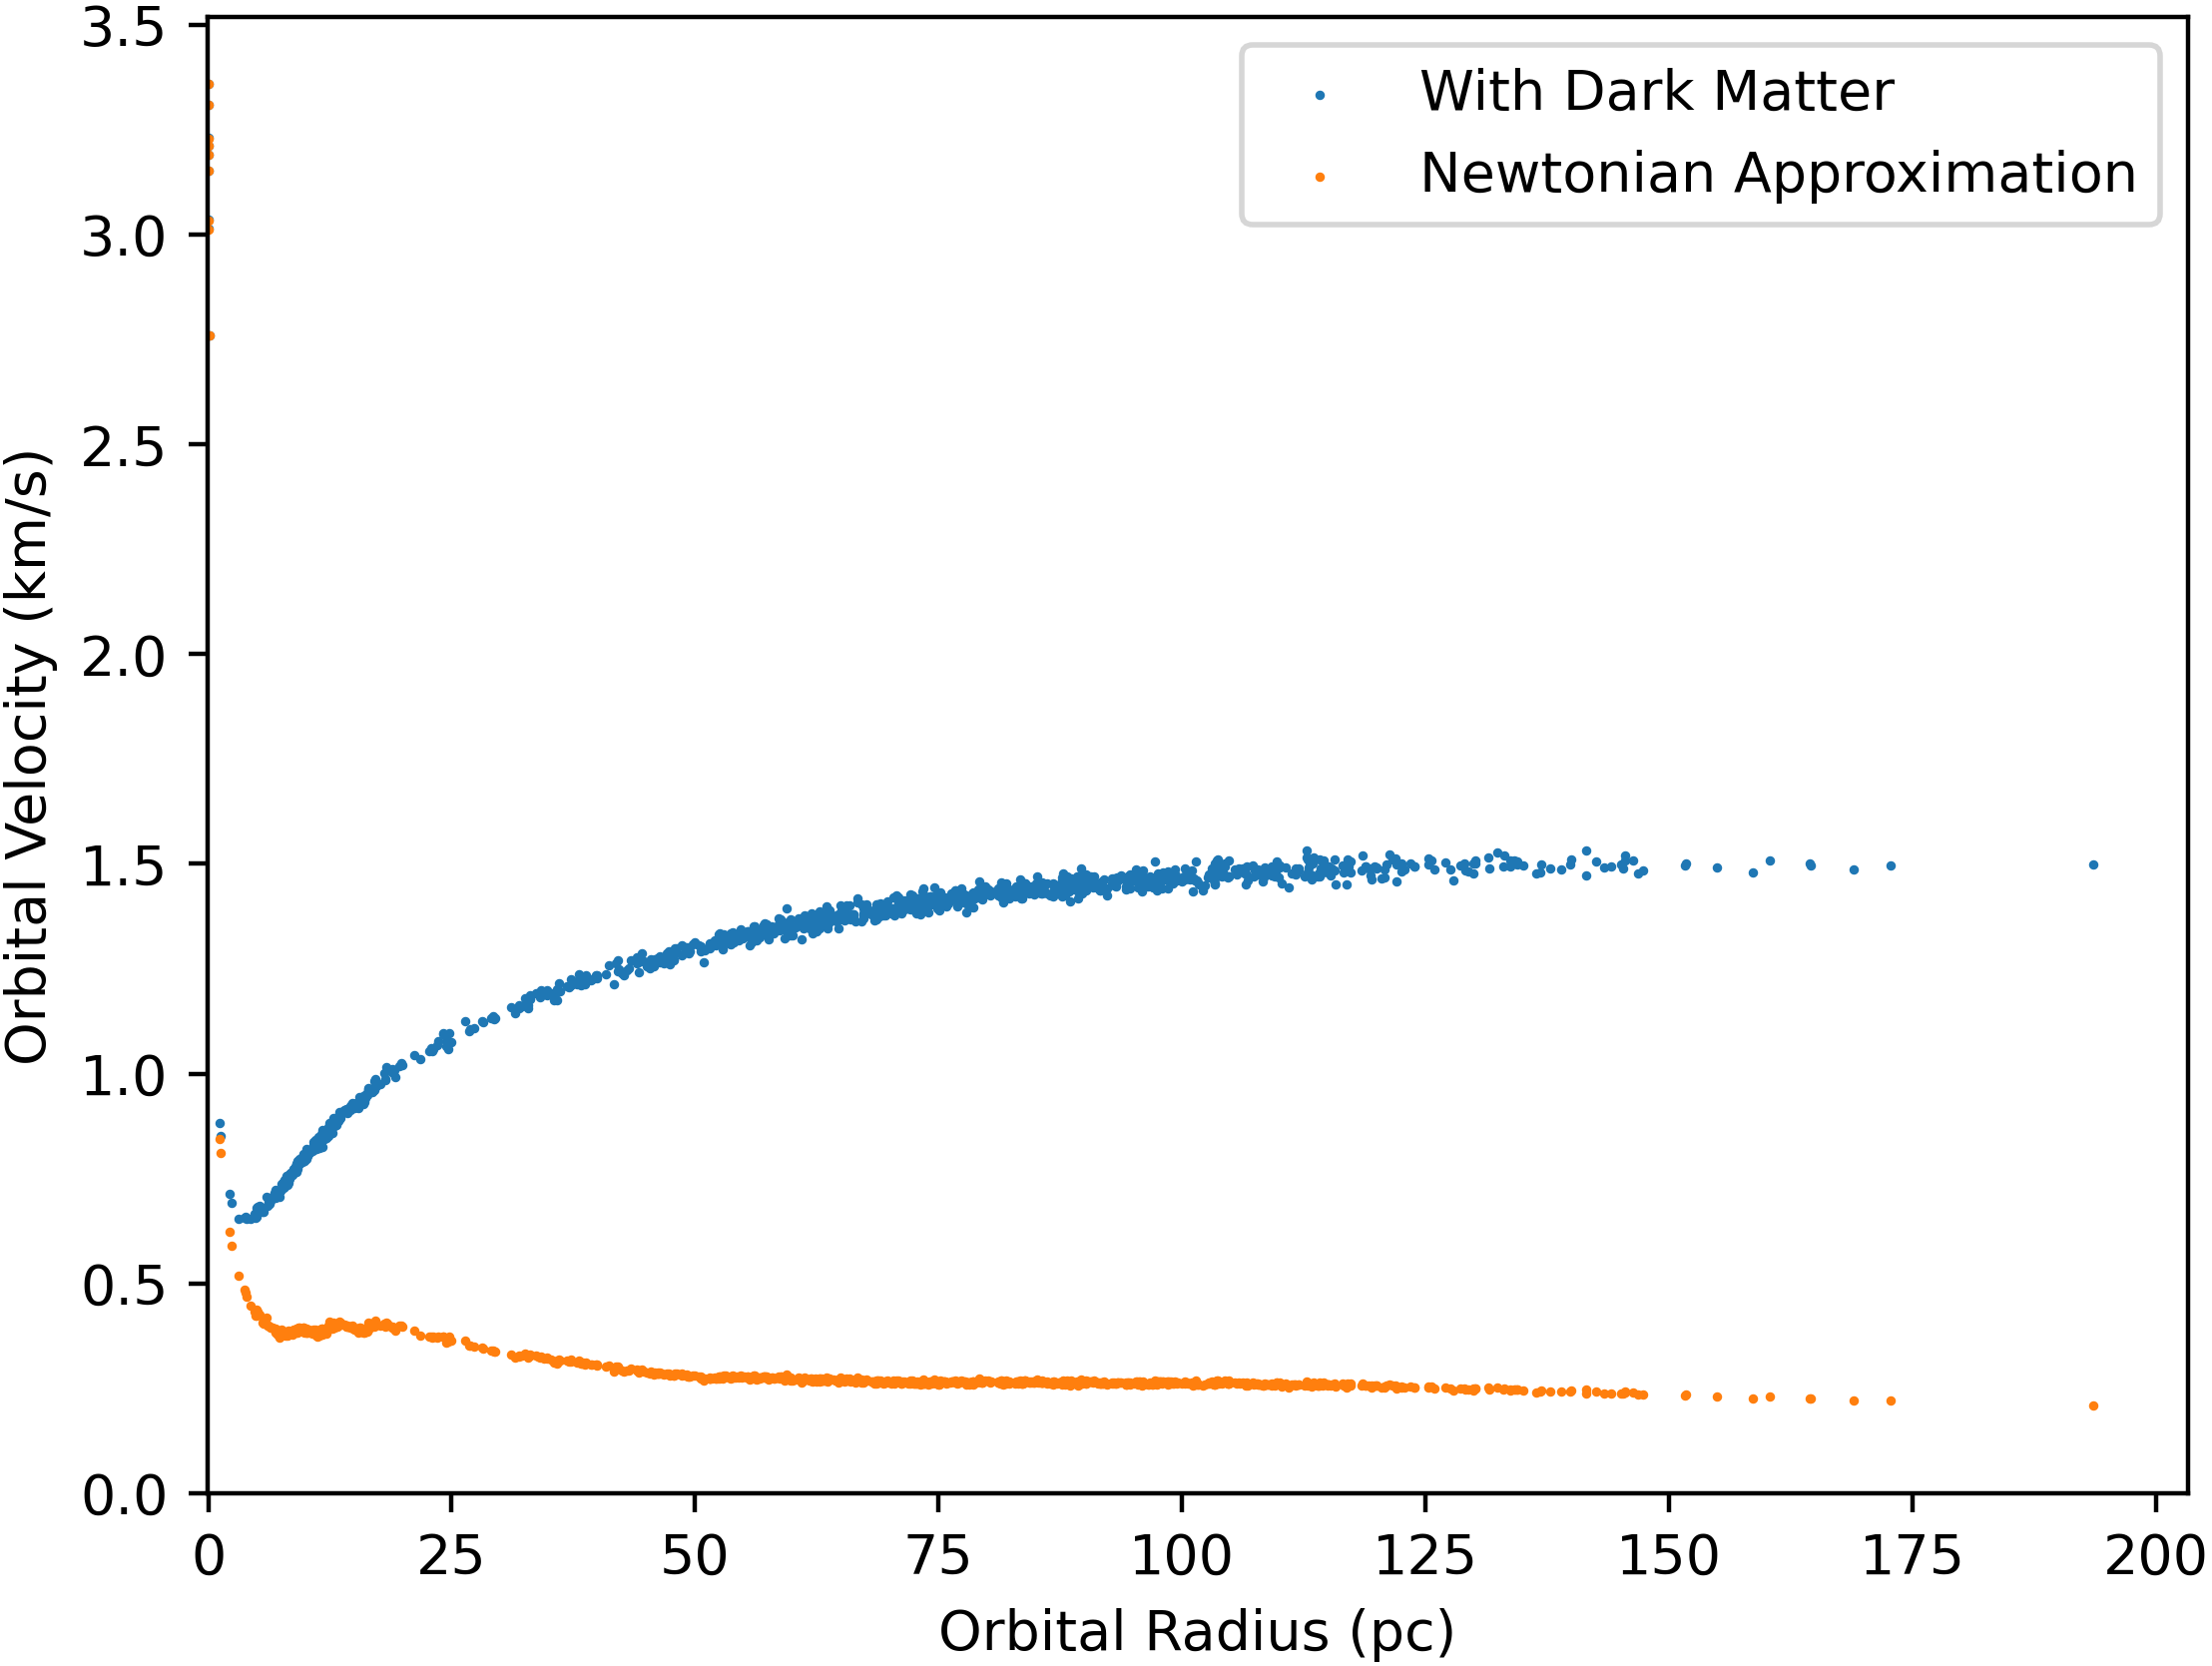 3.5
3.0
2.5
2.0
1.5
1.0
0.5
0.0
Orbital Velocity (km/s)
With Dark Matter
Newtonian Approximation
0 25 50 75 100 125 150 175 200
Orbital Radius (pc)